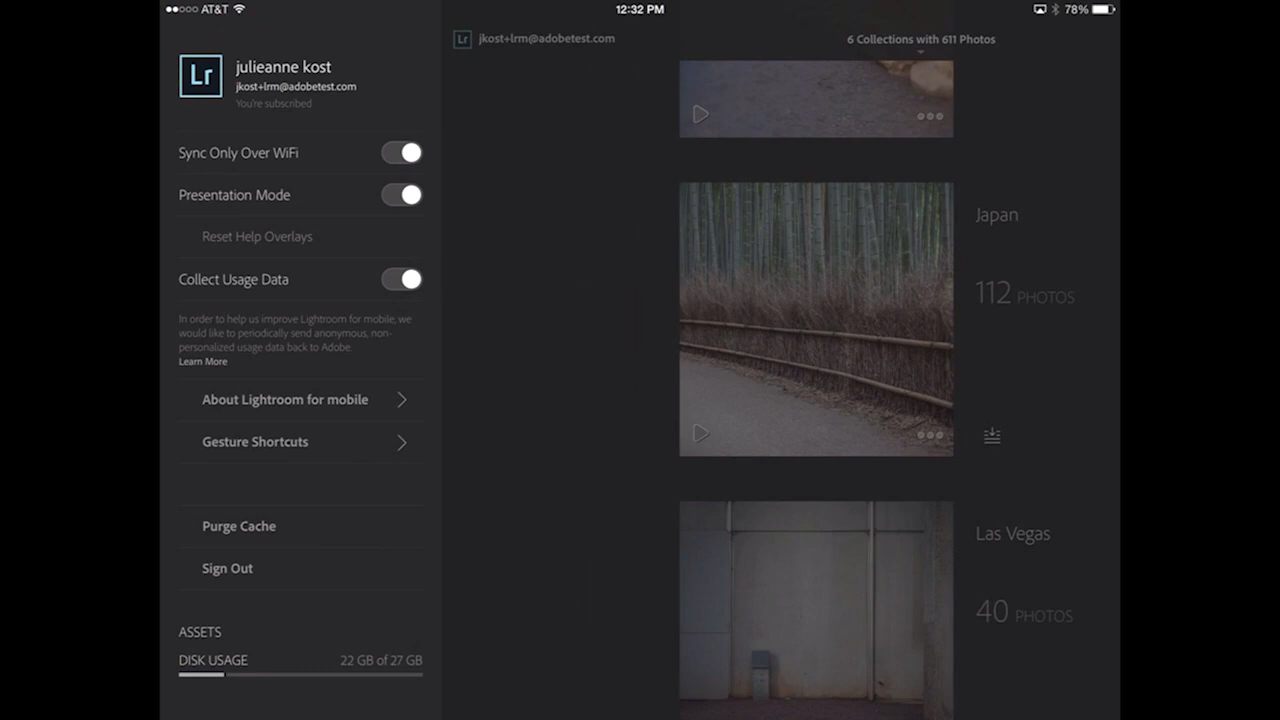 AT&T
12:32 PM
78%
Lr
julieanne kost
jkost+lrm@adobetest.com
You're subscribed
Sync Only Over WiFi
Presentation Mode
Reset Help Overlays
Collect Usage Data
In order to help us improve Lightroom for mobile, we
would like to periodically send anonymous, non-
personalized usage data back to Adobe.
Learn More
About Lightroom for mobile
Gesture Shortcuts
Purge Cache
Sign Out
ASSETS
DISK USAGE 22 GB of 27 GB
Lr jkost+lrm@adobetest.com
6 Collections with 611 Photos
Japan
112 PHOTOS
Las Vegas
40 PHOTOS